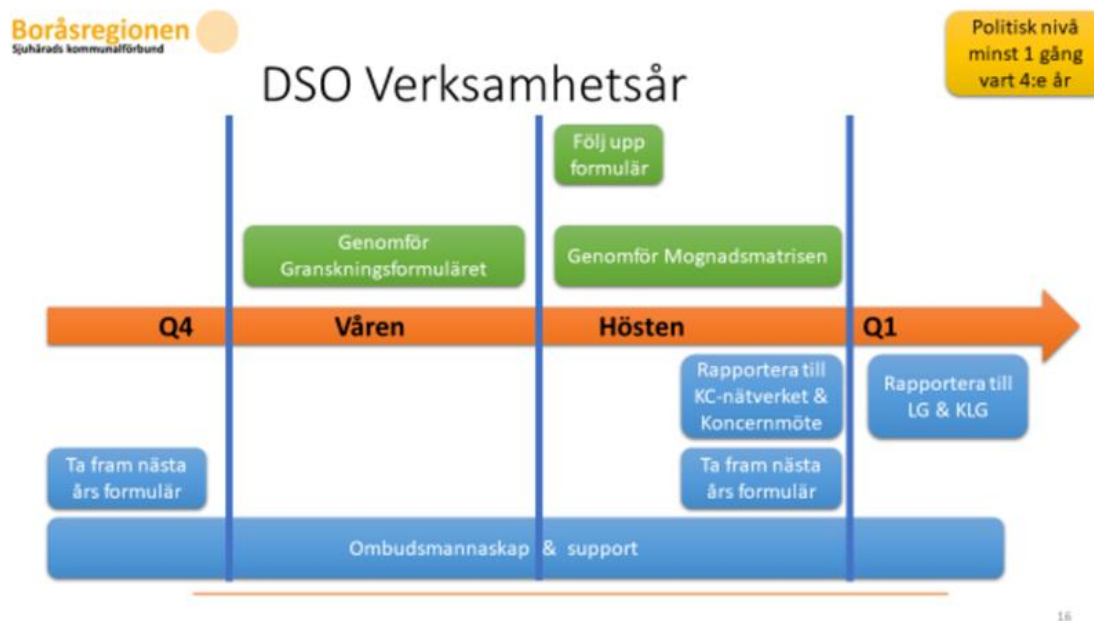 Boråsregionen
Sjuhärads kommunalförbund
Politisk nivå
minst 1 gång
vart 4:e år
DSO Verksamhetsår
Följ upp
formulär
Genomför
Granskningsformuläret
Genomför Mognadsmatrisen
Q4
Våren
Hösten
Q1
Rapportera till
KC-nätverket &
Koncernmöte
Rapportera till
LG & KLG
Ta fram nästa
års formulär
Ta fram nästa
års formulär
Ombudsmannaskap & support
16